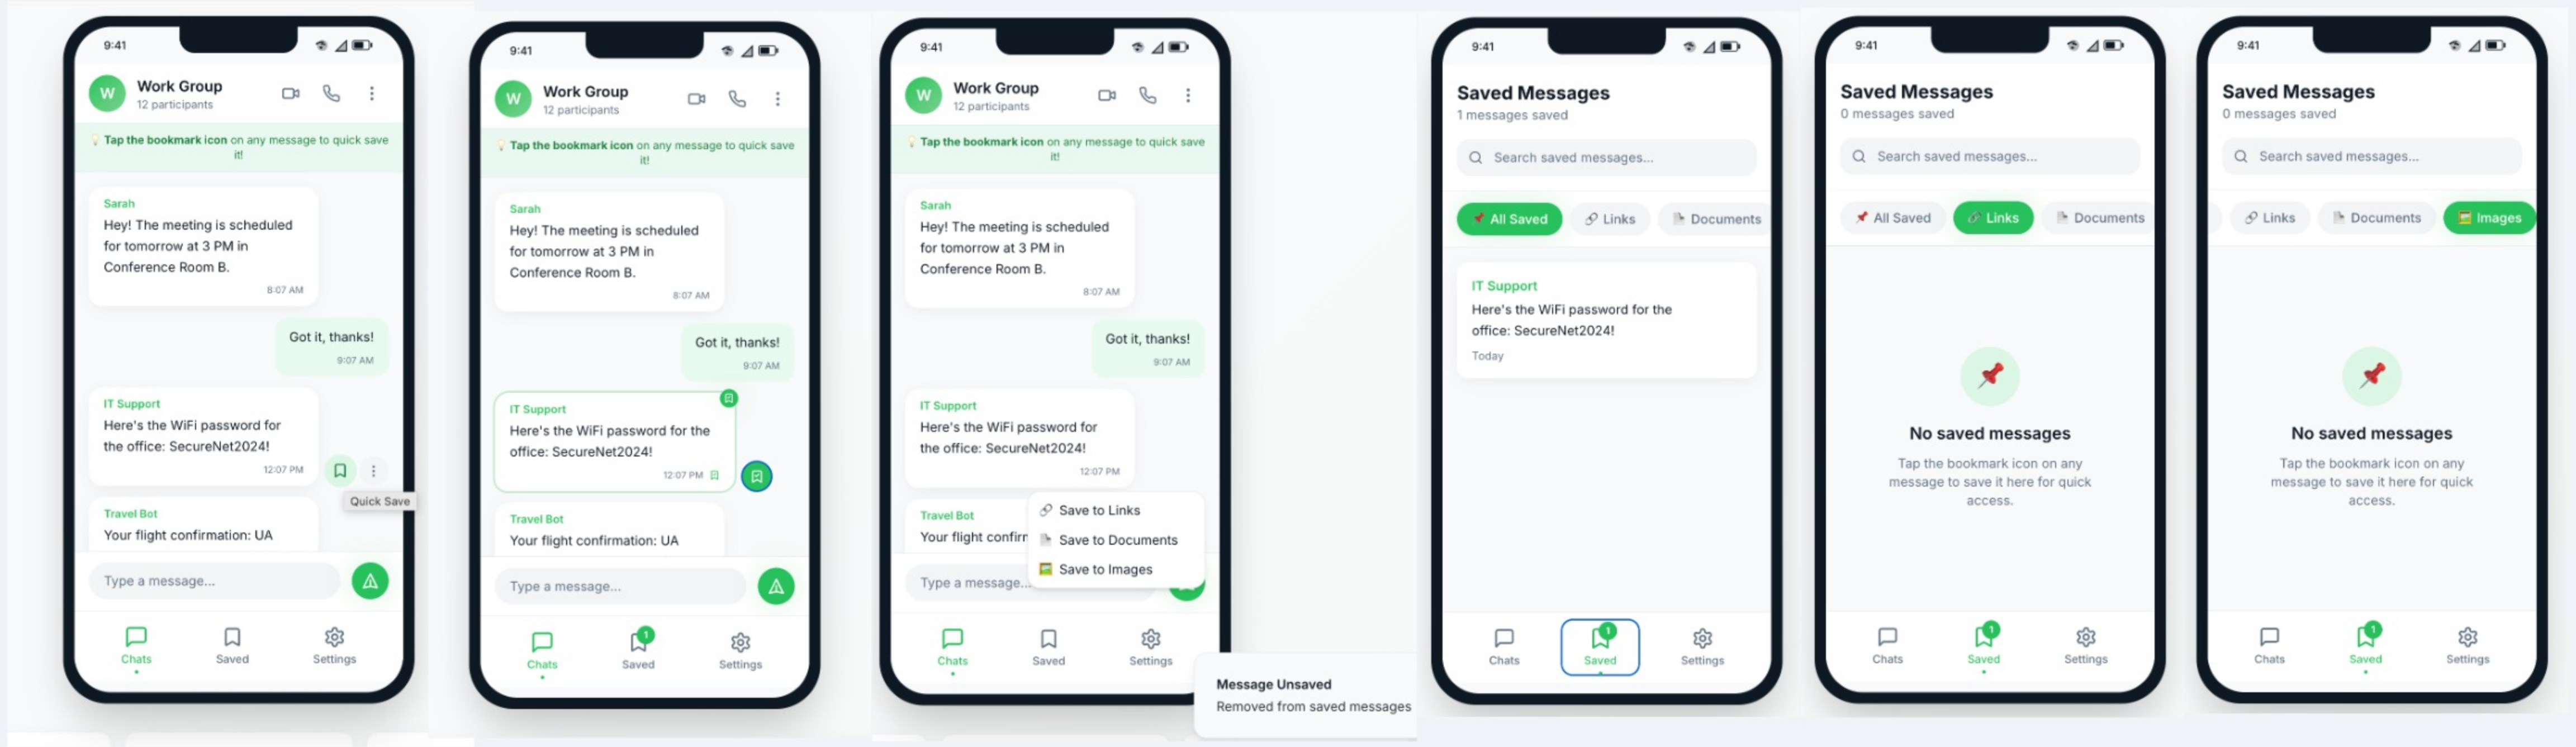 9:41
W
Work Group
12 participants
💡 Tap the bookmark icon on any message to quick save
it!
Sarah
Hey! The meeting is scheduled
for tomorrow at 3 PM in
Conference Room B.
8:07 AM
Got it, thanks!
9:07 AM
IT Support
Here's the WiFi password for
the office: SecureNet2024!
12:07 PM
Quick Save
Travel Bot
Your flight confirmation: UA
Type a message...
Chats
Saved
Settings
9:41
W
Work Group
12 participants
💡 Tap the bookmark icon on any message to quick save
it!
Sarah
Hey! The meeting is scheduled
for tomorrow at 3 PM in
Conference Room B.
8:07 AM
Got it, thanks!
9:07 AM
IT Support
Here's the WiFi password for the
office: SecureNet2024!
12:07 PM
Travel Bot
Your flight confirmation: UA
Type a message...
1
Chats
Saved
Settings
9:41
W
Work Group
12 participants
💡 Tap the bookmark icon on any message to quick save
it!
Sarah
Hey! The meeting is scheduled
for tomorrow at 3 PM in
Conference Room B.
8:07 AM
Got it, thanks!
9:07 AM
IT Support
Here's the WiFi password for
the office: SecureNet2024!
12:07 PM
Travel Bot
Your flight confirm
Save to Links
Save to Documents
Save to Images
Type a message...
Chats
Saved
Settings
Message Unsaved
Removed from saved messages
9:41
Saved Messages
1 messages saved
Search saved messages...
📌 All Saved
🔗 Links
Documents
IT Support
Here's the WiFi password for the
office: SecureNet2024!
Today
1
Chats
Saved
Settings
9:41
Saved Messages
0 messages saved
Search saved messages...
📌 All Saved
🔗 Links
Documents
No saved messages
Tap the bookmark icon on any
message to save it here for quick
access.
1
Chats
Saved
Settings
9:41
Saved Messages
0 messages saved
Search saved messages...
🔗 Links
Documents
Images
No saved messages
Tap the bookmark icon on any
message to save it here for quick
access.
1
Chats
Saved
Settings